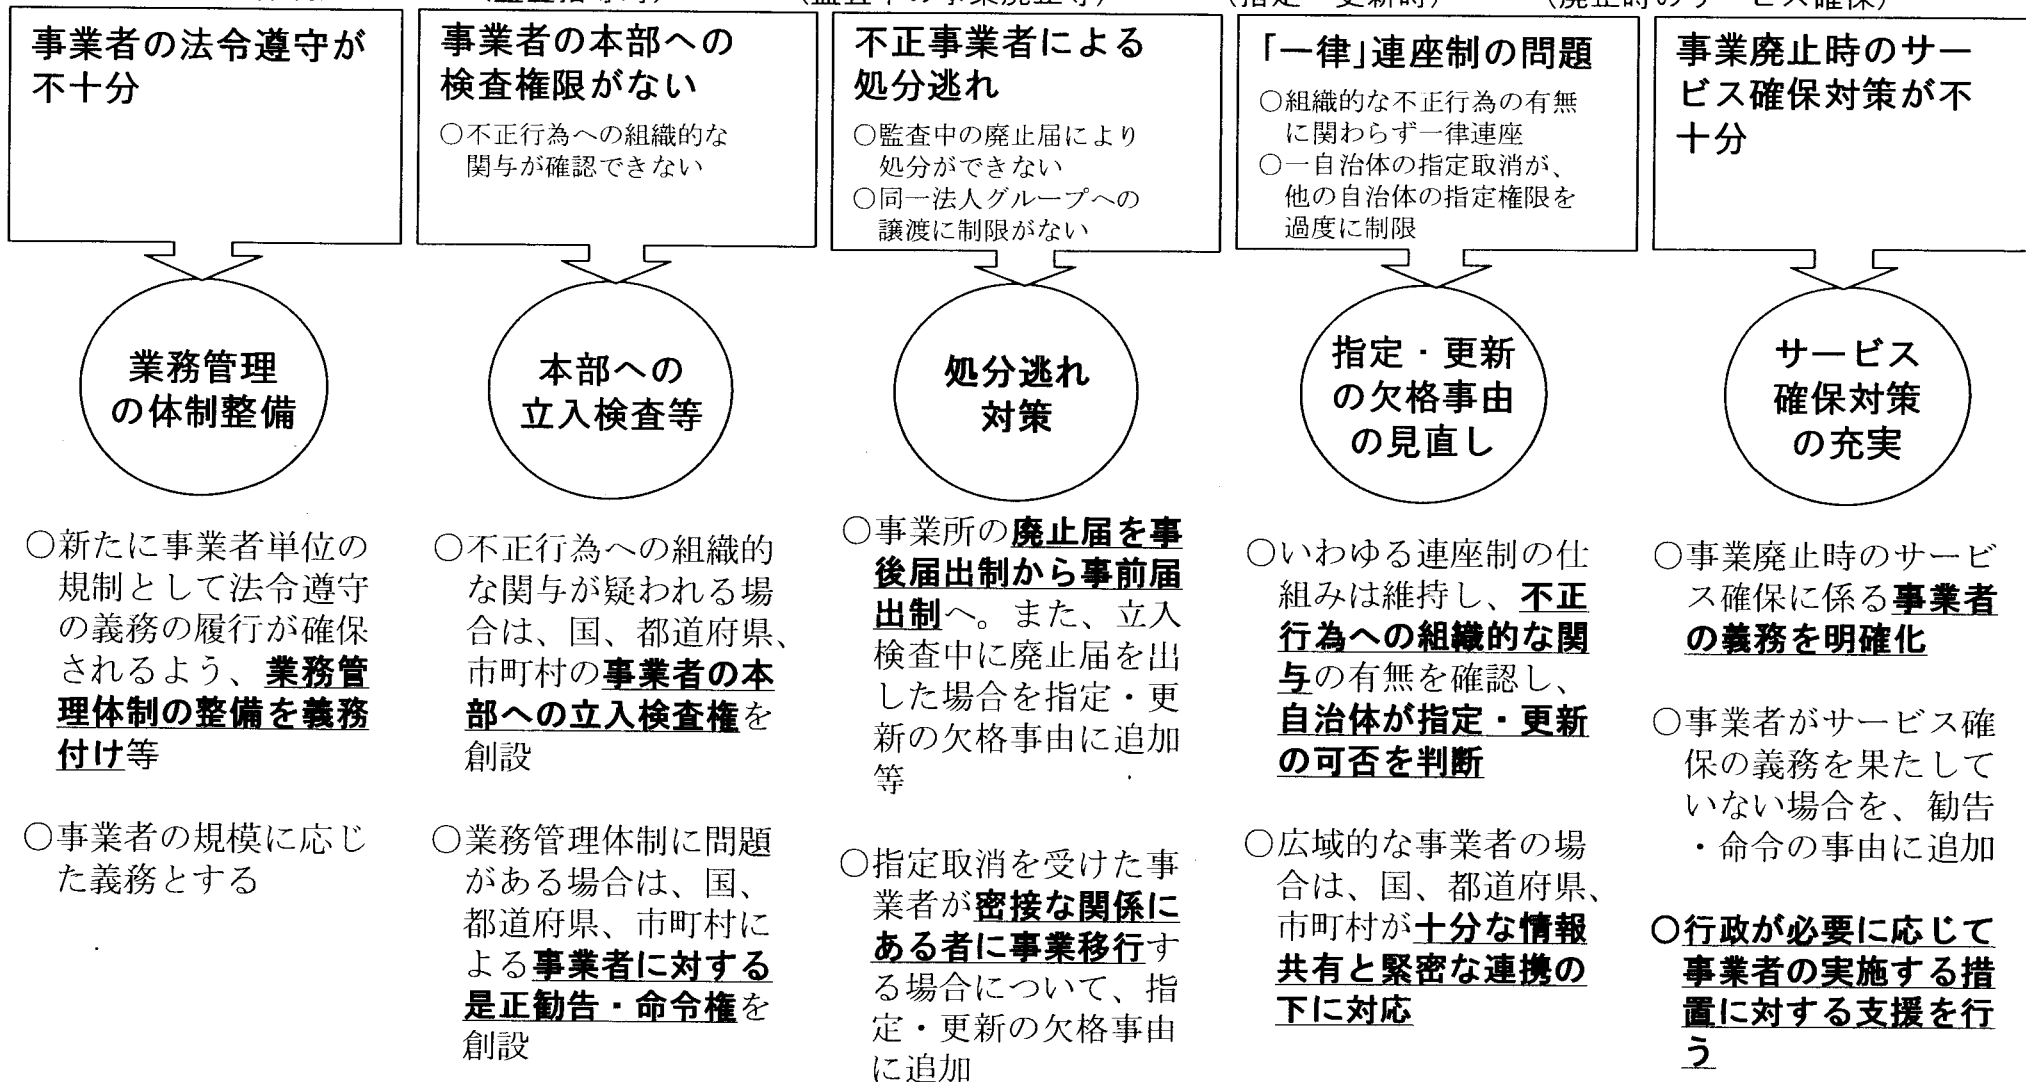 事業者の法令遵守が
不十分
事業者の本部への
検査権限がない
○不正行為への組織的な
関与が確認できない
不正事業者による
処分逃れ
○監査中の廃止届により
処分ができない
○同一法人グループへの
譲渡に制限がない
「一律」連座制の問題
○組織的な不正行為の有無
に関わらず一律連座
○一自治体の指定取消が、
他の自治体の指定権限を
過度に制限
事業廃止時のサー
ビス確保対策が不
十分
業務管理
の体制整備
本部への
立入検査等
処分逃れ
対策
指定・更新
の欠格事由
の見直し
サービス
確保対策
の充実
○新たに事業者単位の
規制として法令遵守
の義務の履行が確保
されるよう、業務管
理体制の整備を義務
付け等
○事業者の規模に応じ
た義務とする
○不正行為への組織的
な関与が疑われる場
合は、国、都道府県、
市町村の事業者の本
部への立入検査権を
創設
○業務管理体制に問題
がある場合は、国、
都道府県、市町村に
よる事業者に対する
是正勧告・命令権を
創設
○事業所の廃止届を事
後届出制から事前届
出制へ。また、立入
検査中に廃止届を出
した場合を指定・更
新の欠格事由に追加
等
○指定取消を受けた事
業者が密接な関係に
ある者に事業移行す
る場合について、指
定・更新の欠格事由
に追加
○いわゆる連座制の仕
組みは維持し、不正
行為への組織的な関
与の有無を確認し、
自治体が指定・更新
の可否を判断
○広域的な事業者の場
合は、国、都道府県、
市町村が十分な情報
共有と緊密な連携の
下に対応
○事業廃止時のサービ
ス確保に係る事業者
の義務を明確化
○事業者がサービス確
保の義務を果たして
いない場合を、勧告
・命令の事由に追加
○行政が必要に応じて
事業者の実施する措
置に対する支援を行
う